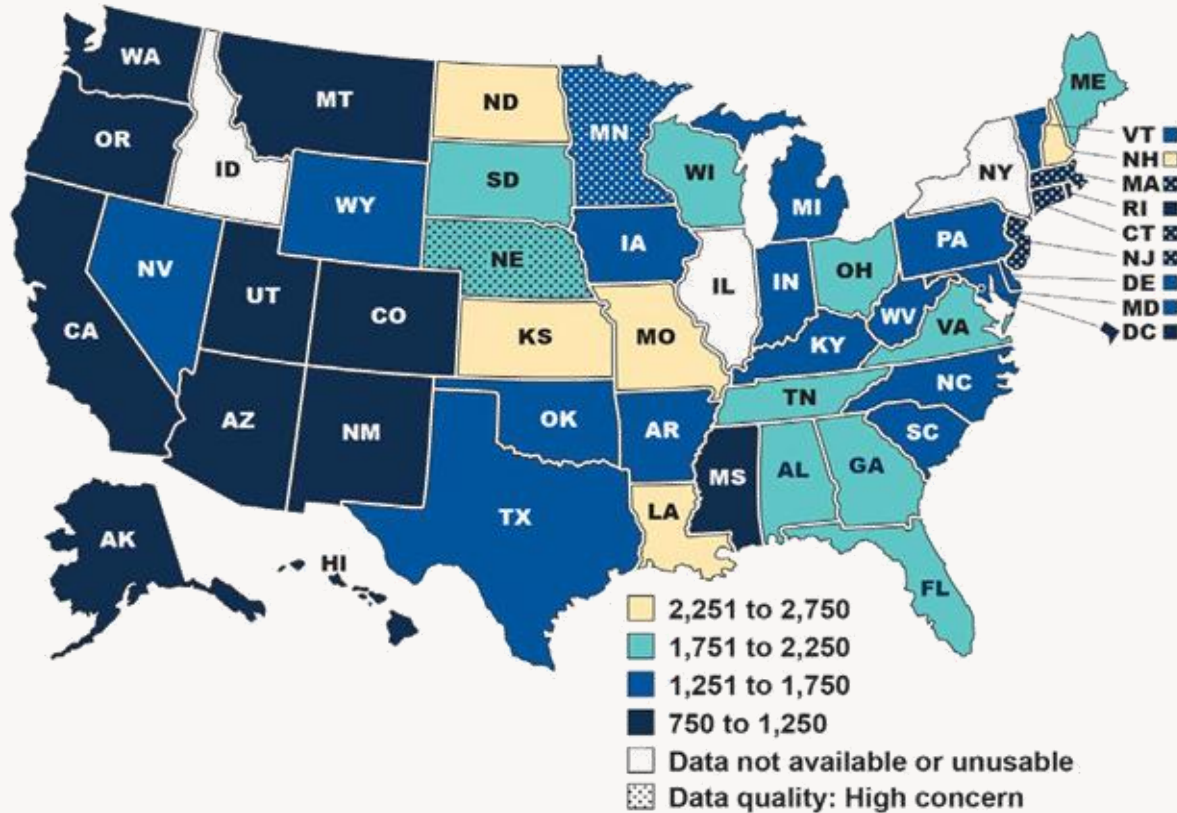 WA
MT
ND
MN
ME
OR
ID
SD
WI
NY
VT
NH
MA
RI
CT
NJ
DE
MD
DC
WY
MI
NV
NE
IA
PA
UT
CO
IL
IN
OH
WV
VA
CA
KS
MO
KY
NC
TN
AZ
NM
OK
AR
SC
MS
AL
GA
TX
LA
AK
HI
FL
2,251 to 2,750
1,751 to 2,250
1,251 to 1,750
750 to 1,250
Data not available or unusable
Data quality: High concern